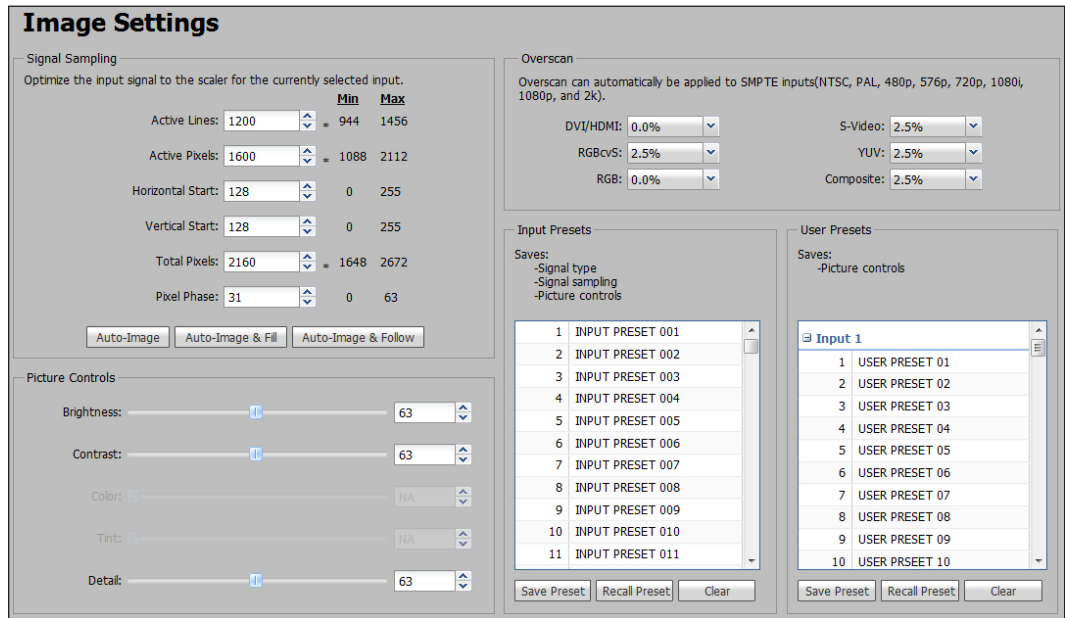 Image Settings
Signal Sampling
Optimize the input signal to the scaler for the currently selected input.
Min Max
Active Lines: 1200 * 944 1456
Active Pixels: 1600 * 1088 2112
Horizontal Start: 128 0 255
Vertical Start: 128 0 255
Total Pixels: 2160 * 1648 2672
Pixel Phase: 31 0 63
Auto-Image Auto-Image & Fill Auto-Image & Follow
Picture Controls
Brightness: 63
Contrast: 63
Color: NA
Tint: NA
Detail: 63
Overscan
Overscan can automatically be applied to SMPTE inputs(NTSC, PAL, 480p, 576p, 720p, 1080i,
1080p, and 2k).
DVI/HDMI: 0.0% S-Video: 2.5%
RGBcvS: 2.5% YUV: 2.5%
RGB: 0.0% Composite: 2.5%
Input Presets
Saves:
-Signal type
-Signal sampling
-Picture controls
1 INPUT PRESET 001
2 INPUT PRESET 002
3 INPUT PRESET 003
4 INPUT PRESET 004
5 INPUT PRESET 005
6 INPUT PRESET 006
7 INPUT PRESET 007
8 INPUT PRESET 008
9 INPUT PRESET 009
10 INPUT PRESET 010
11 INPUT PRESET 011
Save Preset Recall Preset Clear
User Presets
Saves:
-Picture controls
Input 1
1 USER PRESET 01
2 USER PRESET 02
3 USER PRESET 03
4 USER PRESET 04
5 USER PRESET 05
6 USER PRESET 06
7 USER PRESET 07
8 USER PRESET 08
9 USER PRESET 09
10 USER PRSEET 10
Save Preset Recall Preset Clear